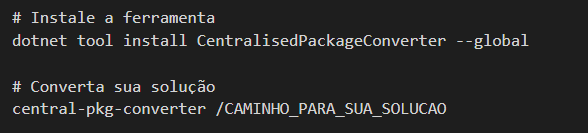 # Instale a ferramenta
dotnet tool install CentralisedPackageConverter --global
# Converta sua solução
central-pkg-converter /CAMINHO_PARA_SUA_SOLUCAO